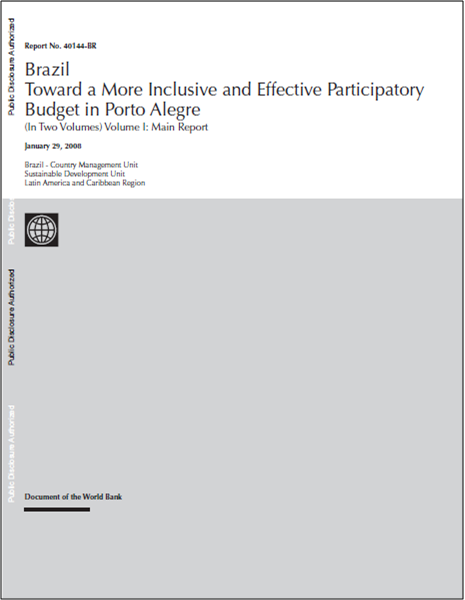 Public Disclosure Authorized
Report No. 40144-BR
Brazil
Toward a More Inclusive and Effective Participatory
Budget in Porto Alegre
(In Two Volumes) Volume I: Main Report
January 29, 2008
Brazil - Country Management Unit
Sustainable Development Unit
Latin America and Caribbean Region
Public Disclo
Public Disclosure Authorized
Public Disclosure Authorized
Document of the World Bank